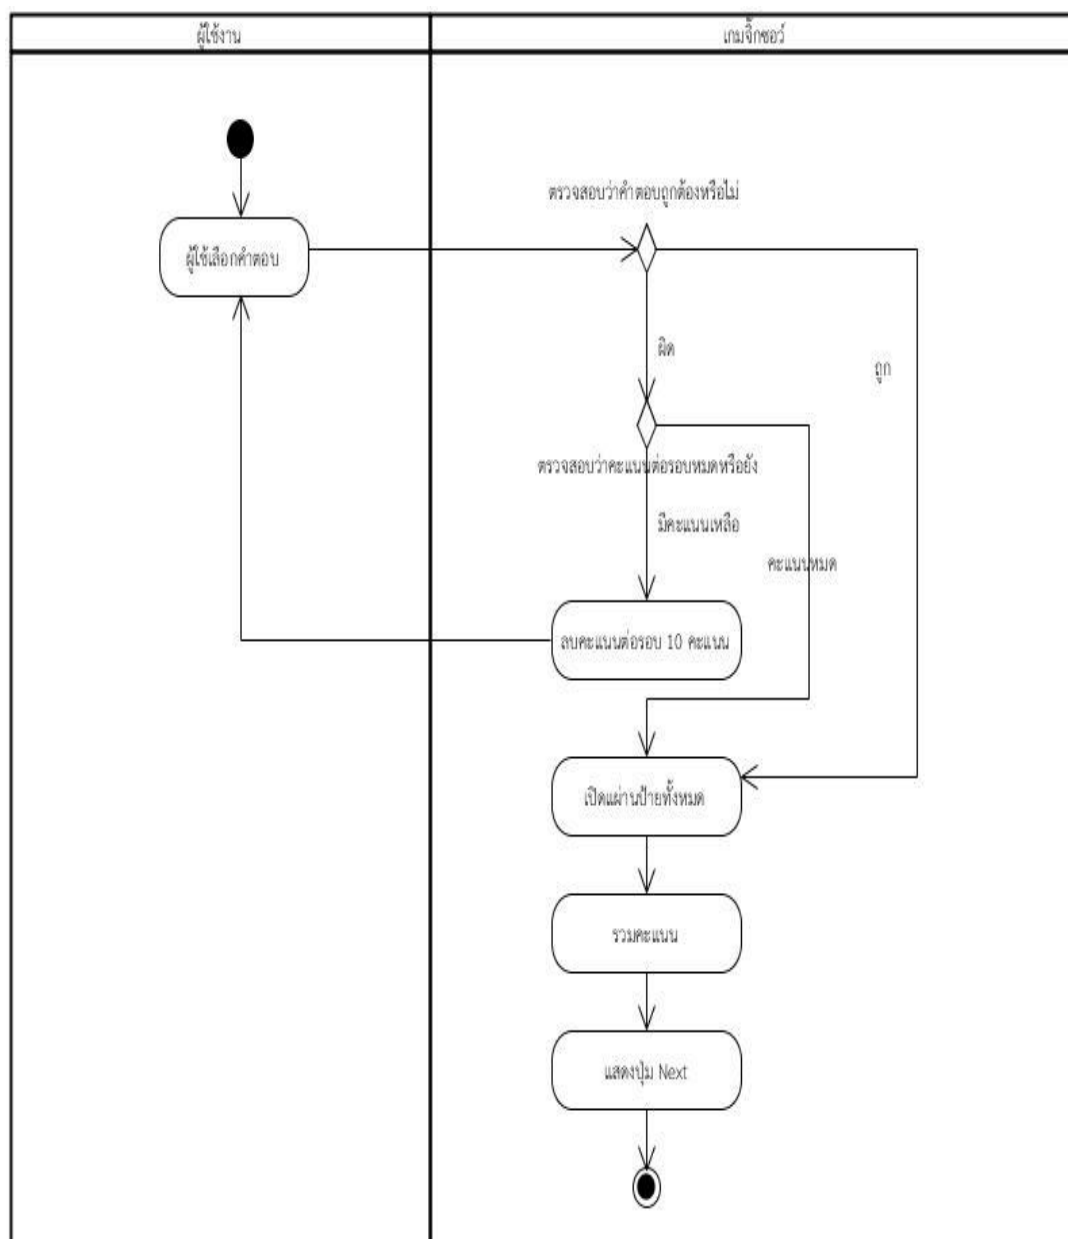 ผู้ใช้งาน
เกมจิ๊กซอว์
ตรวจสอบว่าคำตอบถูกต้องหรือไม่
ผู้ใช้เลือกคำตอบ
ผิด
ถูก
ตรวจสอบว่าคะแนนต่อรอบหมดหรือยัง
มีคะแนนเหลือ
คะแนนหมด
ลบคะแนนต่อรอบ 10 คะแนน
เปิดแผ่นป้ายทั้งหมด
รวมคะแนน
แสดงปุ่ม Next